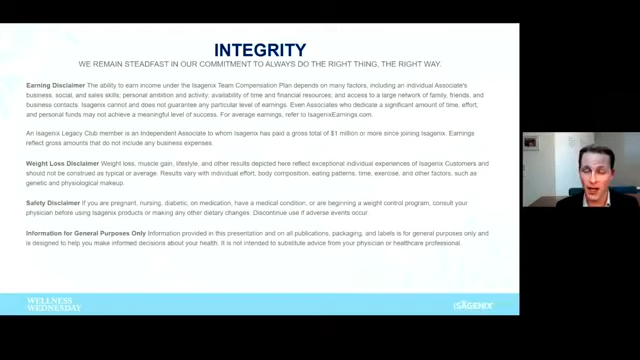 INTEGRITY
WE REMAIN STEADFAST IN OUR COMMITMENT TO ALWAYS DO THE RIGHT THING, THE RIGHT WAY.
Earning Disclaimer The ability to earn income under the Isagenix Team Compensation Plan depends on many factors, including an individual Associate's
business, social, and sales skills; personal ambition and activity; availability of time and financial resources; and access to a large network of family, friends, and
business contacts. Isagenix cannot and does not guarantee any particular level of earnings. Even Associates who dedicate a significant amount of time, effort,
and personal funds may not achieve a meaningful level of success. For average earnings, refer to IsagenixEarnings.com.
An Isagenix Legacy Club member is an Independent Associate to whom Isagenix has paid a gross total of $1 million or more since joining Isagenix. Earnings
reflect gross amounts that do not include any business expenses.
Weight Loss Disclaimer Weight loss, muscle gain, lifestyle, and other results depicted here reflect exceptional individual experiences of Isagenix Customers and
should not be construed as typical or average. Results vary with individual effort, body composition, eating patterns, time, exercise, and other factors, such
as genetic and physiological makeup.
Safety Disclaimer If you are pregnant, nursing, diabetic, on medication, have a medical condition, or are beginning a weight control program, consult your
physician before using Isagenix products or making any other dietary changes. Discontinue use if adverse events occur.
Information for General Purposes Only Information provided in this presentation and on all publications, packaging, and labels is for general purposes only and
is designed to help you make informed decisions about your health. It is not intended to substitute advice from your physician or healthcare professional.
WELLNESS
WEDNESDAY
ISAGENIX